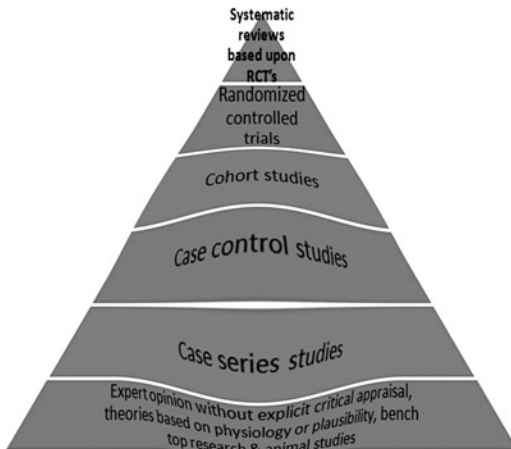 Systematic
reviews
based upon
RCT's
Randomized
controlled
trials
Cohort studies
Case control studies
Case series studies
Expert opinion without explicit critical appraisal,
theories based on physiology or plausibility, bench
top research & animal studies